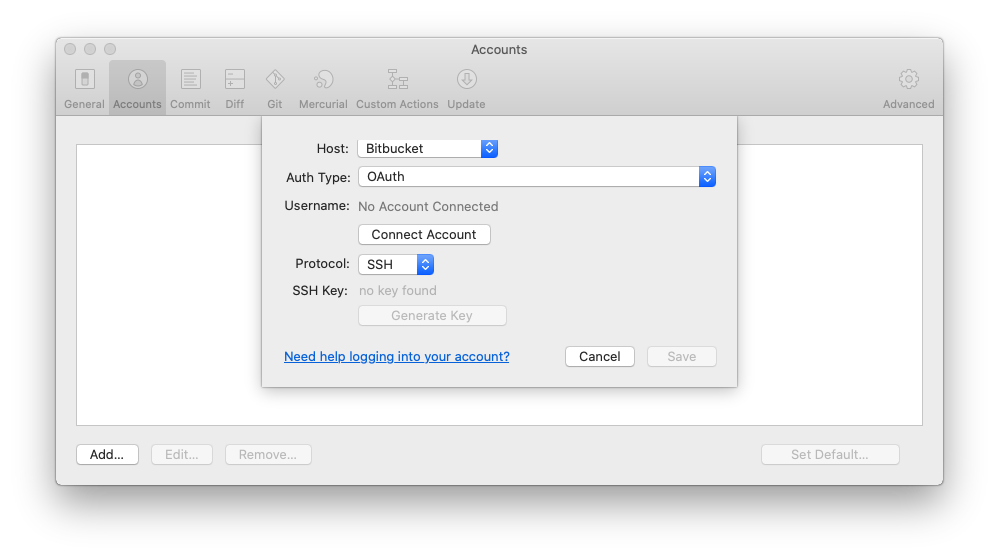 Accounts
General Accounts Commit Diff Git Mercurial Custom Actions Update Advanced
Host: Bitbucket
Auth Type: OAuth
Username: No Account Connected
Connect Account
Protocol: SSH
SSH Key: no key found
Generate Key
Need help logging into your account? Cancel Save
Add... Edit... Remove... Set Default...